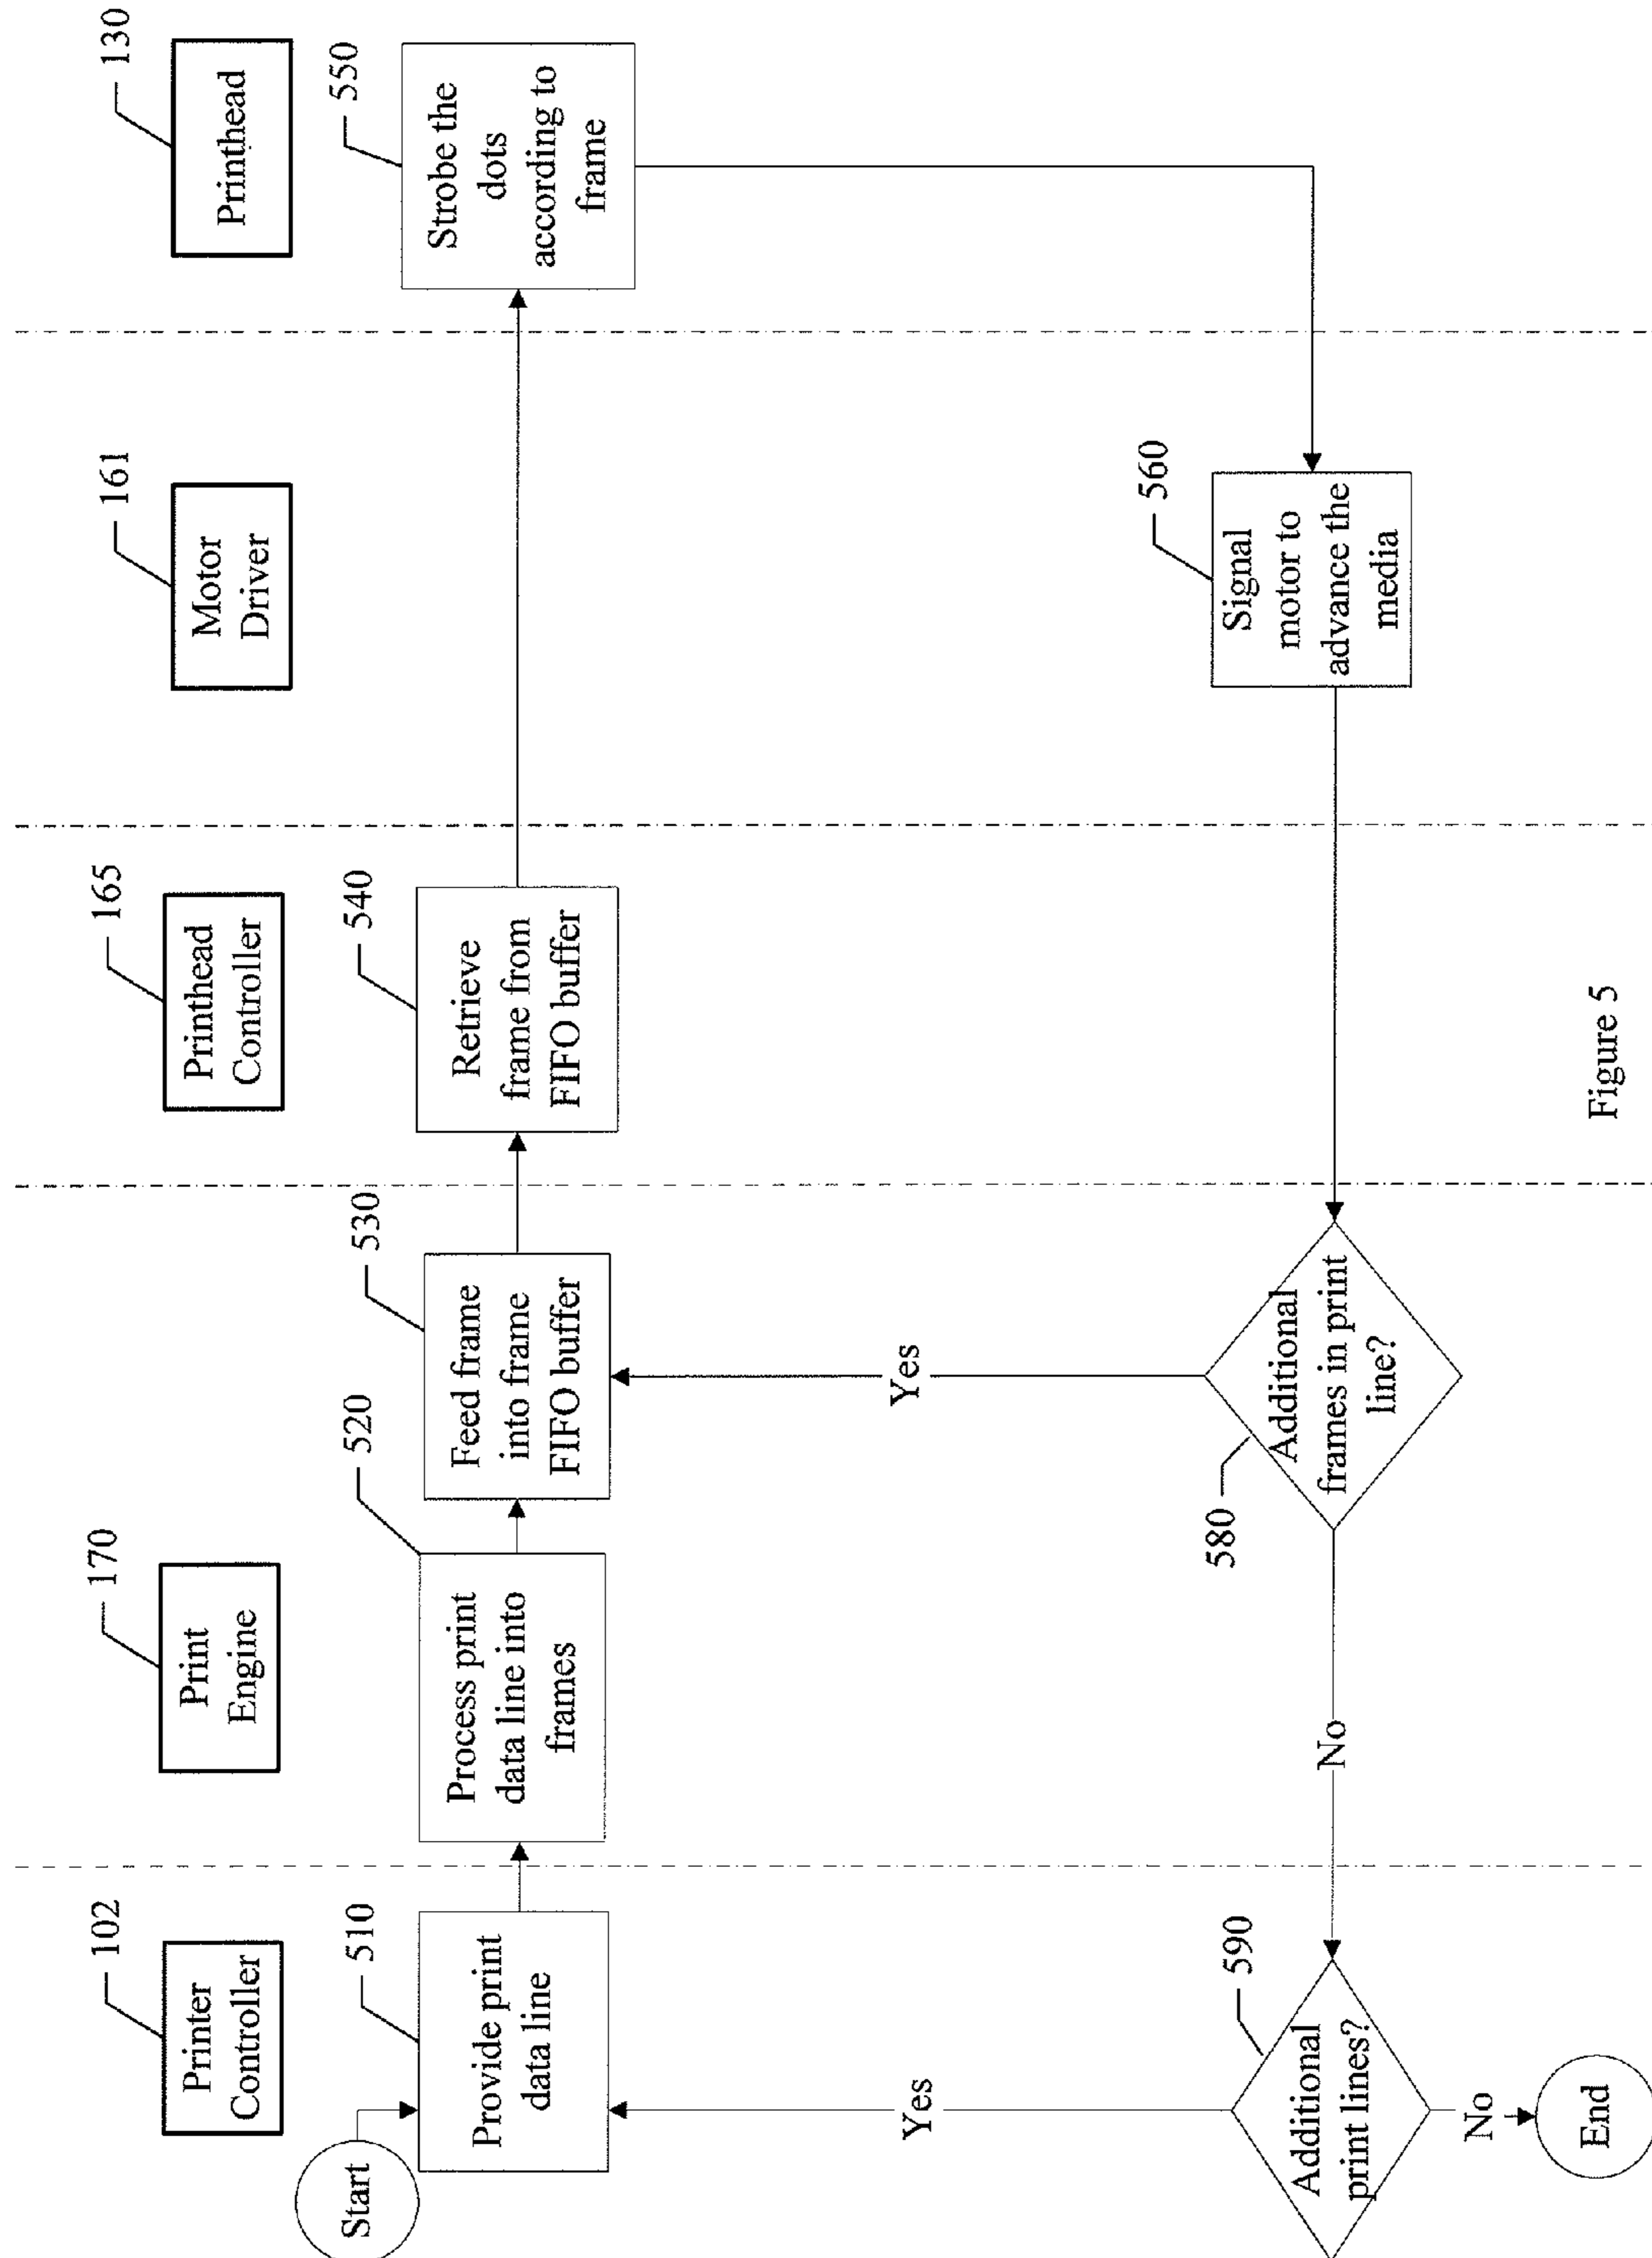 102
Printer
Controller
170
Print
Engine
165
Printhead
Controller
161
Motor
Driver
130
Printhead
Start
510
Provide print
data line
520
Process print
data line into
frames
530
Feed frame
into frame
FIFO buffer
540
Retrieve
frame from
FIFO buffer
550
Strobe the
dots
according to
frame
560
Signal
motor to
advance the
media
Yes
Yes
580
Additional
frames in print
line?
No
590
Additional
print lines?
No
End
Figure 5